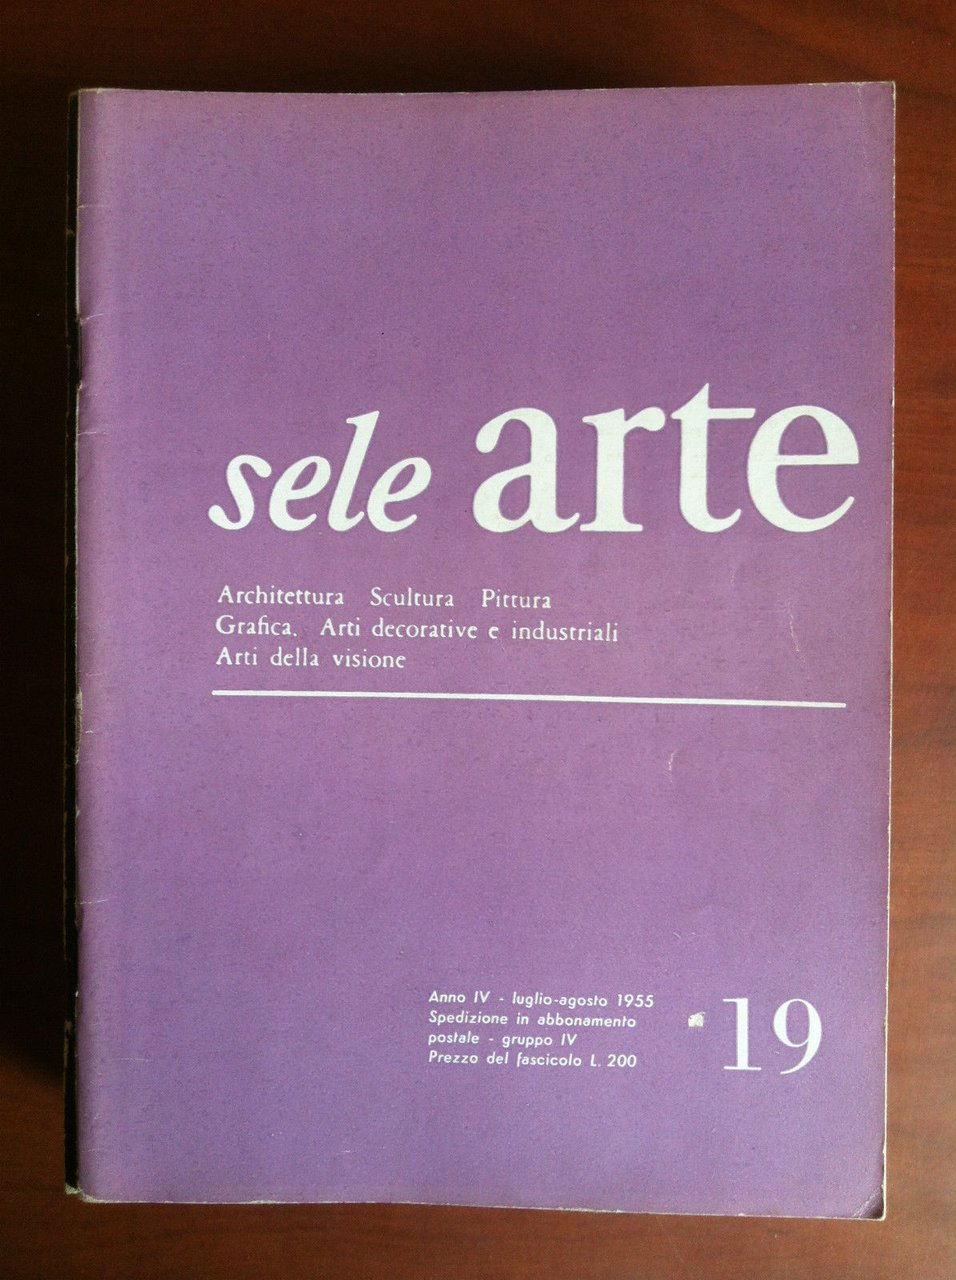 sele arte
Architettura Scultura Pittura
Grafica. Arti decorative e industriali
Arti della visione
Anno IV - luglio-agosto 1955
Spedizione in abbonamento
postale - gruppo IV
Prezzo del fascicolo L. 200
19